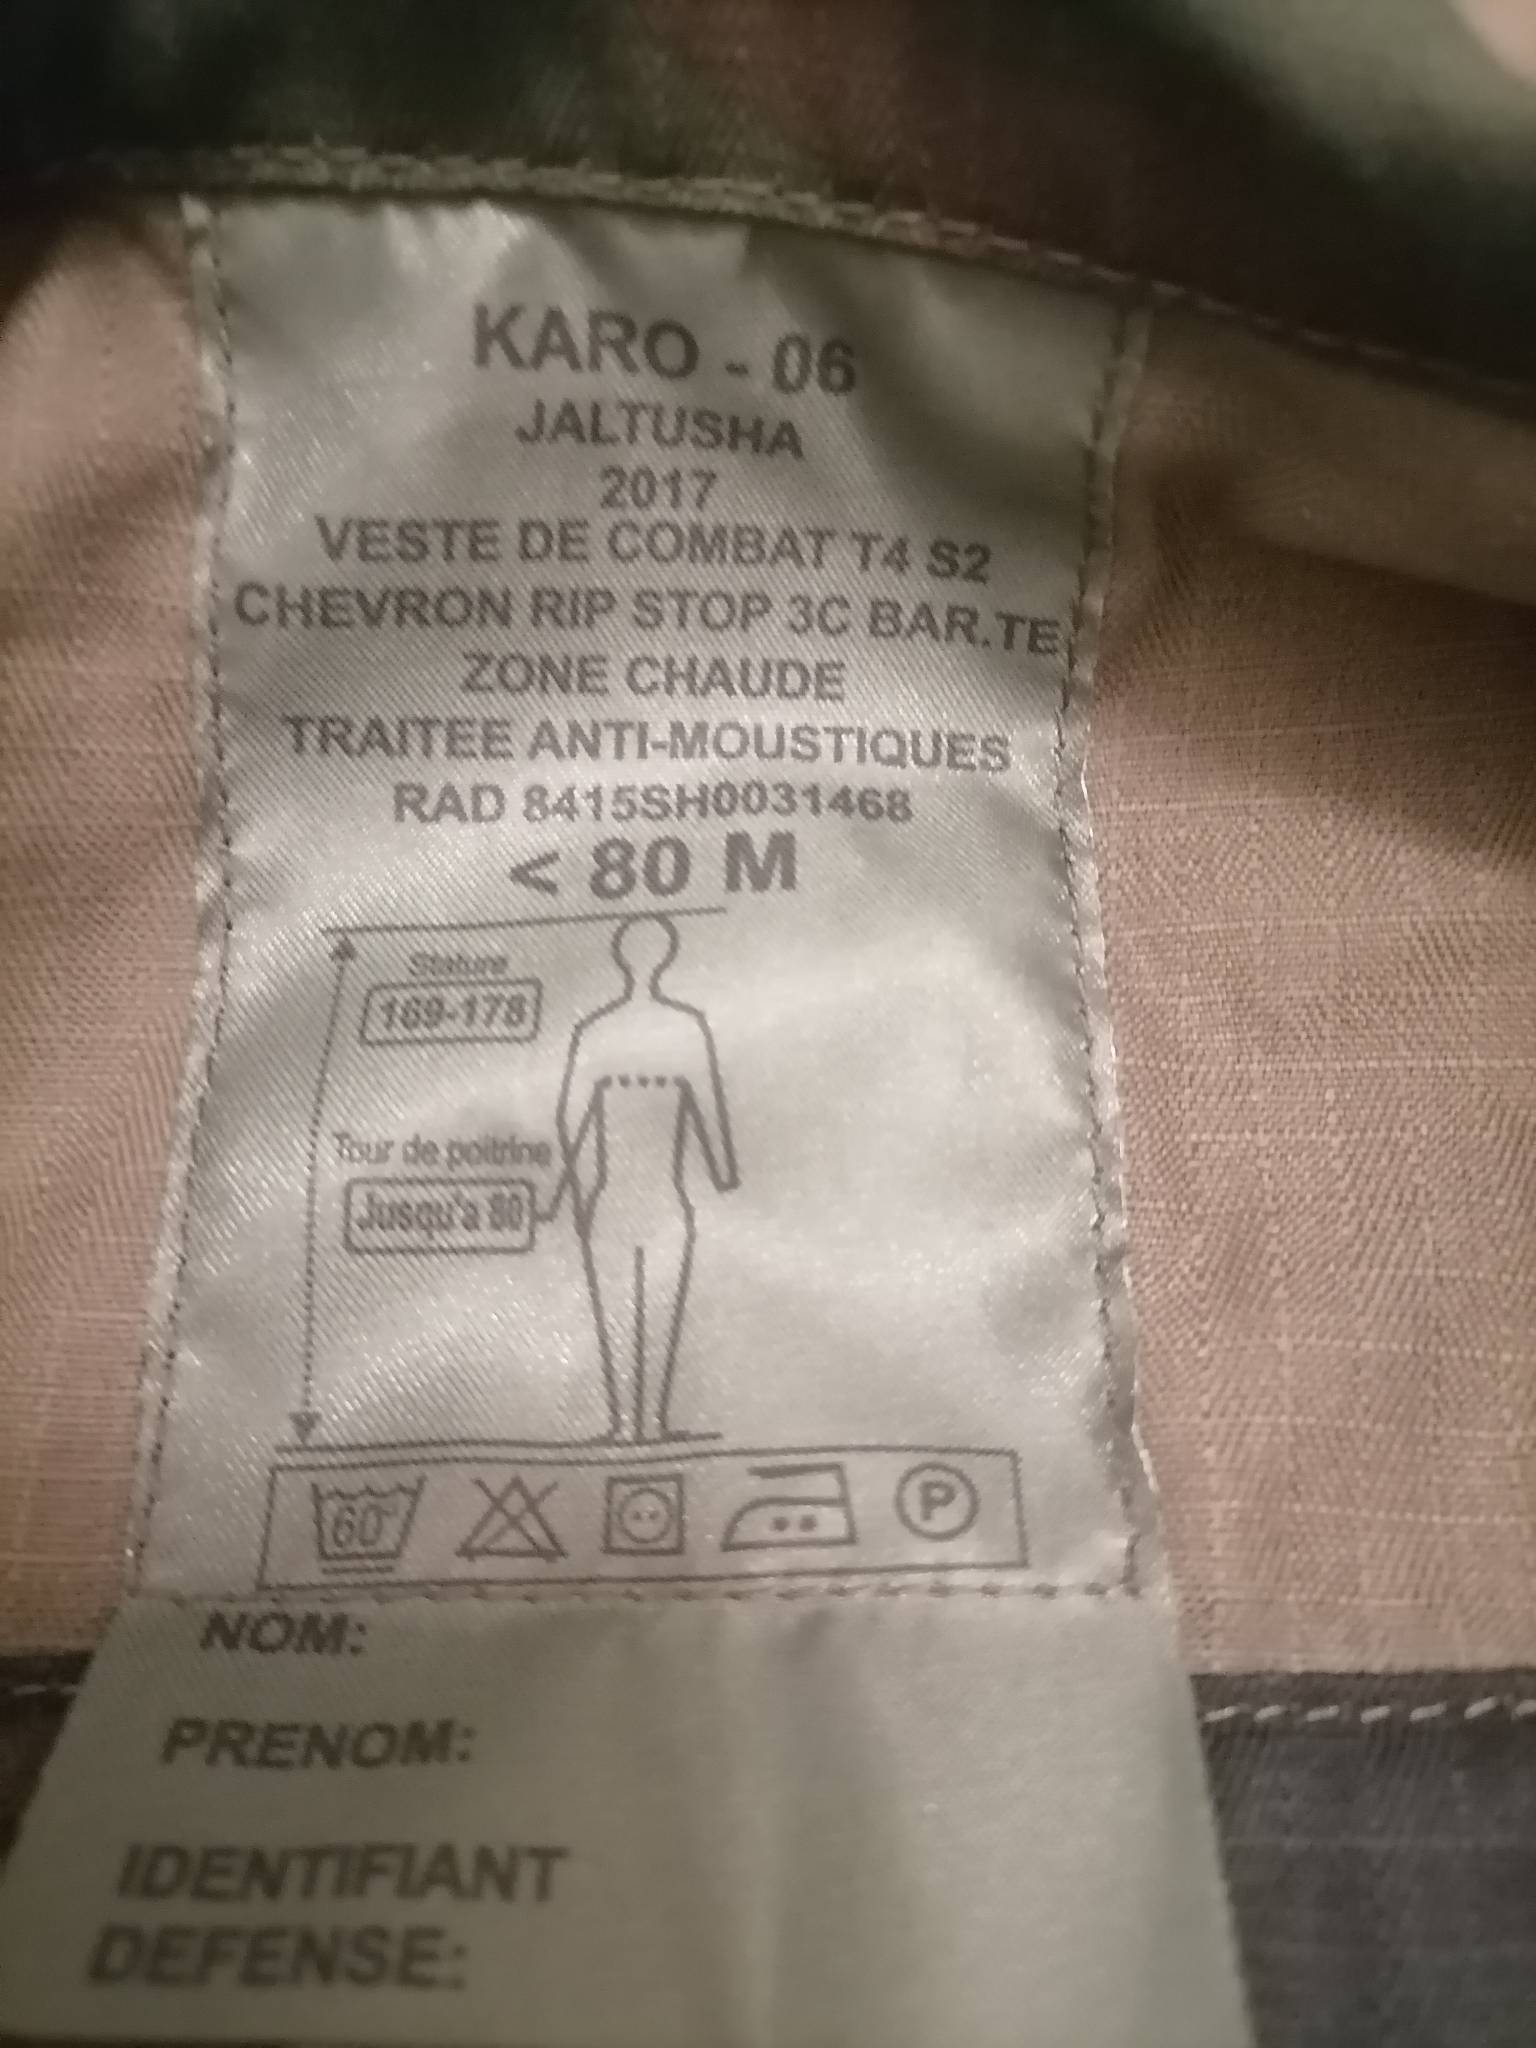 KARO - 06
JALTUSHA
2017
VESTE DE COMBAT T4 S2
CHEVRON RIP STOP 3C BAR.TE
ZONE CHAUDE
TRAITEE ANTI-MOUSTIQUES
RAD 8415SH0031468
< 80 M
Stature
169-178
Tour de poitrine
Jusqu'a 80
60°
P
NOM:
PRENOM:
IDENTIFIANT
DEFENSE: